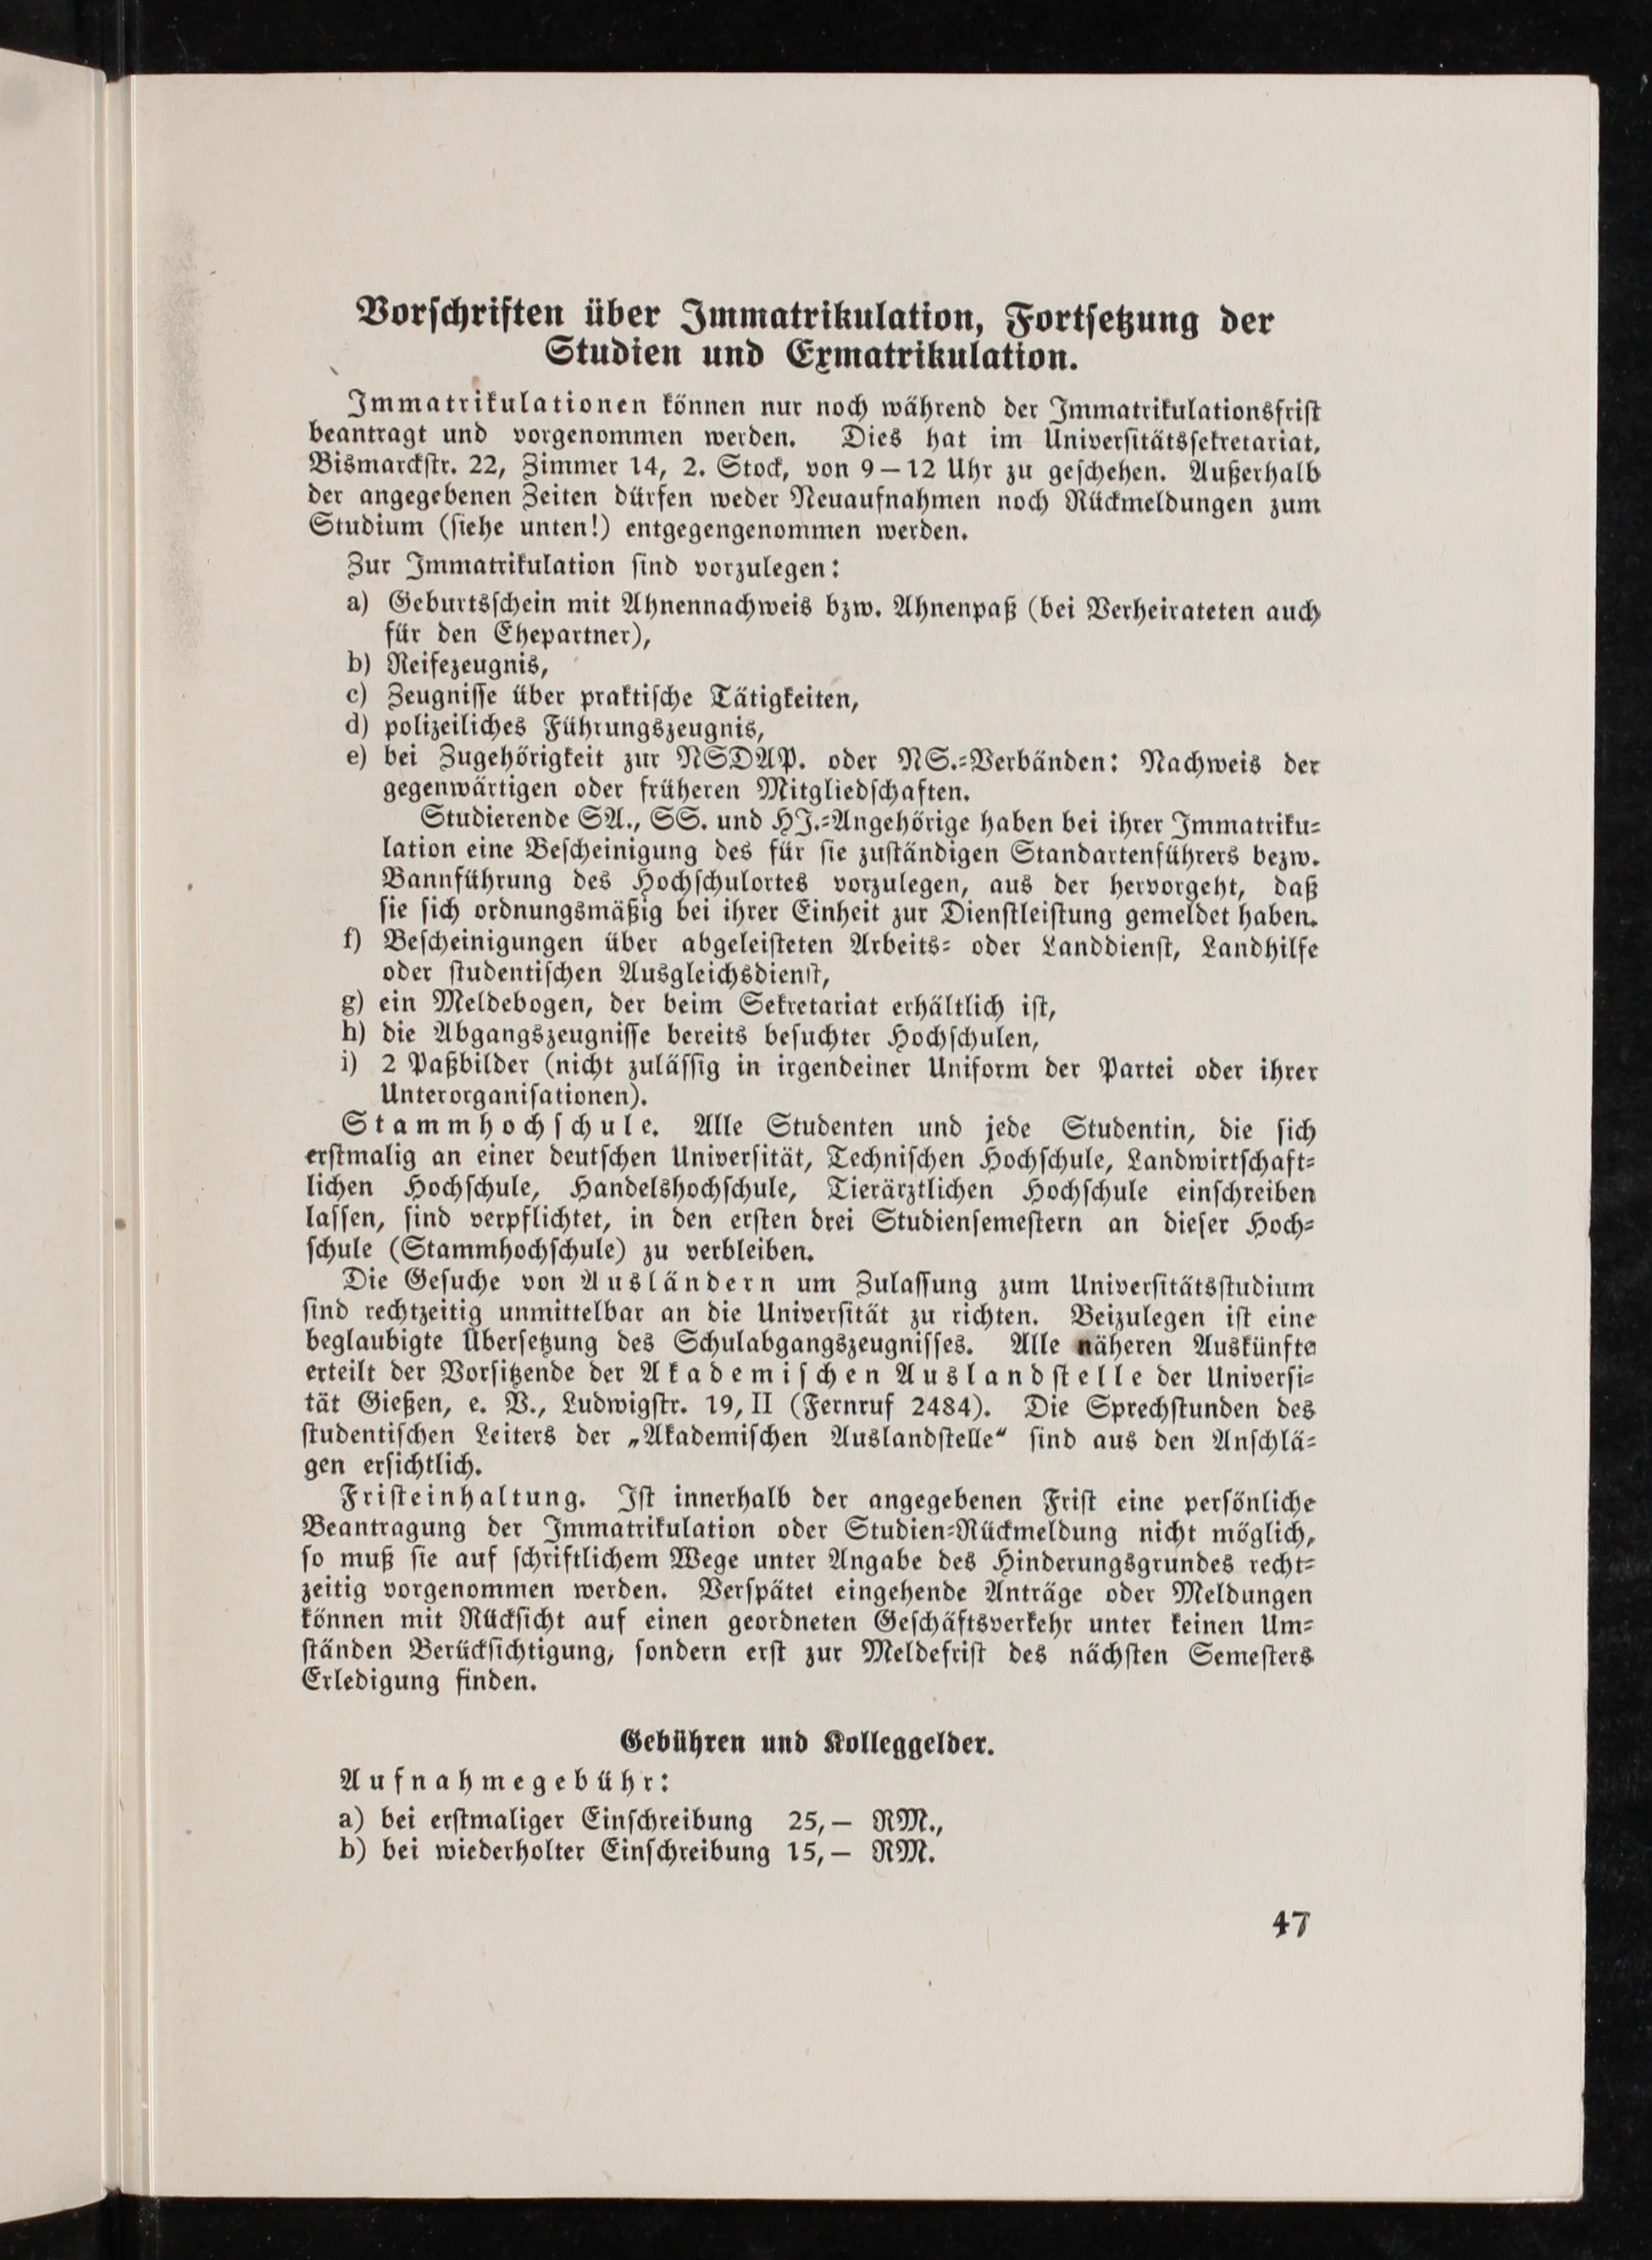 Vorschriften über Immatrikulation, Fortsetzung der
Studien und Exmatrikulation.
Immatrikulationen können nur noch während der Immatrikulationsfrist
beantragt und vorgenommen werden. Dies hat im Universitätssekretariat,
Bismarckstr. 22, Zimmer 14, 2. Stock, von 9—12 Uhr zu geschehen. Außerhalb
der angegebenen Zeiten dürfen weder Neuaufnahmen noch Rückmeldungen zum
Studium (siehe unten!) entgegengenommen werden.
Zur Immatrikulation sind vorzulegen:
a) Geburtsschein mit Ahnennachweis bzw. Ahnenpaß (bei Verheirateten auch
für den Ehepartner),
b) Reifezeugnis,
c) Zeugnisse über praktische Tätigkeiten,
d) polizeiliches Führungszeugnis,
e) bei Zugehörigkeit zur NSDAP. oder NS.-Verbänden: Nachweis der
gegenwärtigen oder früheren Mitgliedschaften.
Studierende SA., SS. und HJ.-Angehörige haben bei ihrer Immatriku-
lation eine Bescheinigung des für sie zuständigen Standartenführers bezw.
Bannführung des Hochschulortes vorzulegen, aus der hervorgeht, daß
sie sich ordnungsmäßig bei ihrer Einheit zur Dienstleistung gemeldet haben.
f) Bescheinigungen über abgeleisteten Arbeits- oder Landdienst, Landhilfe
oder studentischen Ausgleichsdienst,
g) ein Meldebogen, der beim Sekretariat erhältlich ist,
h) die Abgangszeugnisse bereits besuchter Hochschulen,
i) 2 Paßbilder (nicht zulässig in irgendeiner Uniform der Partei oder ihrer
Unterorganisationen).
Stammhochschule. Alle Studenten und jede Studentin, die sich
erstmalig an einer deutschen Universität, Technischen Hochschule, Landwirtschaft-
lichen Hochschule, Handelshochschule, Tierärztlichen Hochschule einschreiben
lassen, sind verpflichtet, in den ersten drei Studiensemestern an dieser Hoch-
schule (Stammhochschule) zu verbleiben.
Die Gesuche von Ausländern um Zulassung zum Universitätsstudium
sind rechtzeitig unmittelbar an die Universität zu richten. Beizulegen ist eine
beglaubigte Übersetzung des Schulabgangszeugnisses. Alle näheren Auskünfte
erteilt der Vorsitzende der Akademischen Auslandstelle der Universi-
tät Gießen, e. V., Ludwigstr. 19, II (Fernruf 2484). Die Sprechstunden des
studentischen Leiters der „Akademischen Auslandstelle“ sind aus den Anschlä-
gen ersichtlich.
Fristeinhaltung. Ist innerhalb der angegebenen Frist eine persönliche
Beantragung der Immatrikulation oder Studien-Rückmeldung nicht möglich,
so muß sie auf schriftlichem Wege unter Angabe des Hinderungsgrundes recht-
zeitig vorgenommen werden. Verspätet eingehende Anträge oder Meldungen
können mit Rücksicht auf einen geordneten Geschäftsverkehr unter keinen Um-
ständen Berücksichtigung, sondern erst zur Meldefrist des nächsten Semesters
Erledigung finden.
Gebühren und Kolleggelder.
Aufnahmegebühr:
a) bei erstmaliger Einschreibung 25,— RM.,
b) bei wiederholter Einschreibung 15,— RM.
47